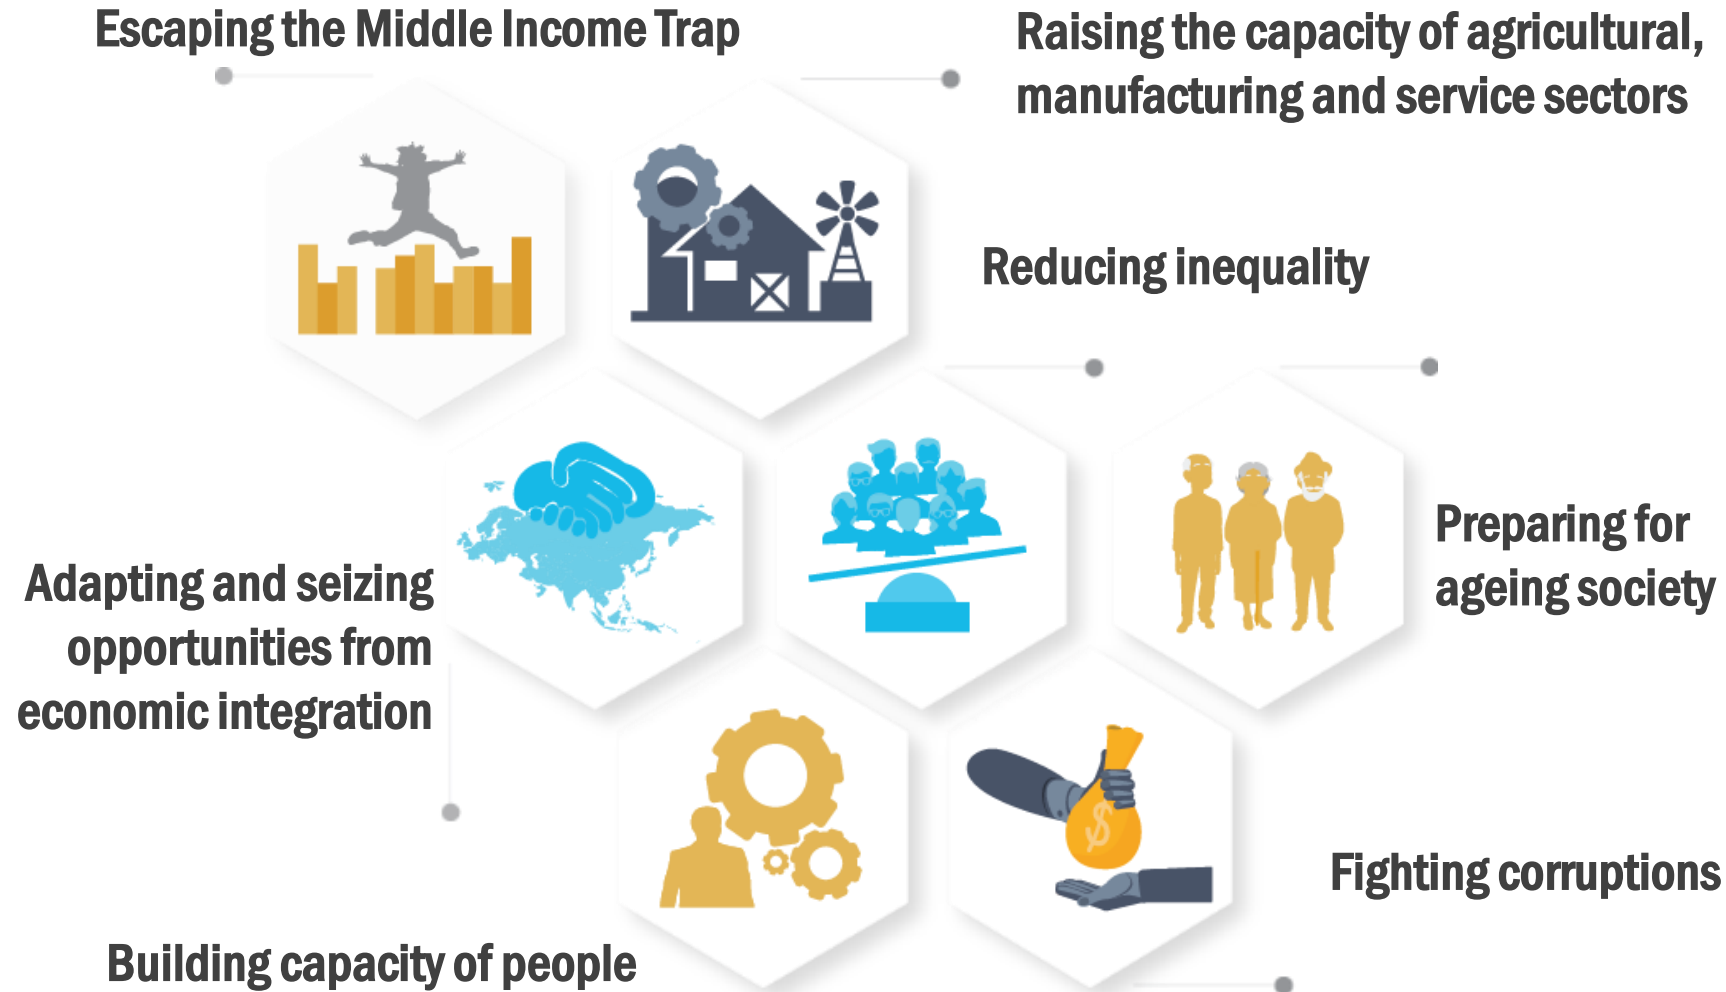 Escaping the Middle Income Trap
Raising the capacity of agricultural,
manufacturing and service sectors
Reducing inequality
Preparing for
ageing society
Adapting and seizing
opportunities from
economic integration
Fighting corruptions
Building capacity of people
$